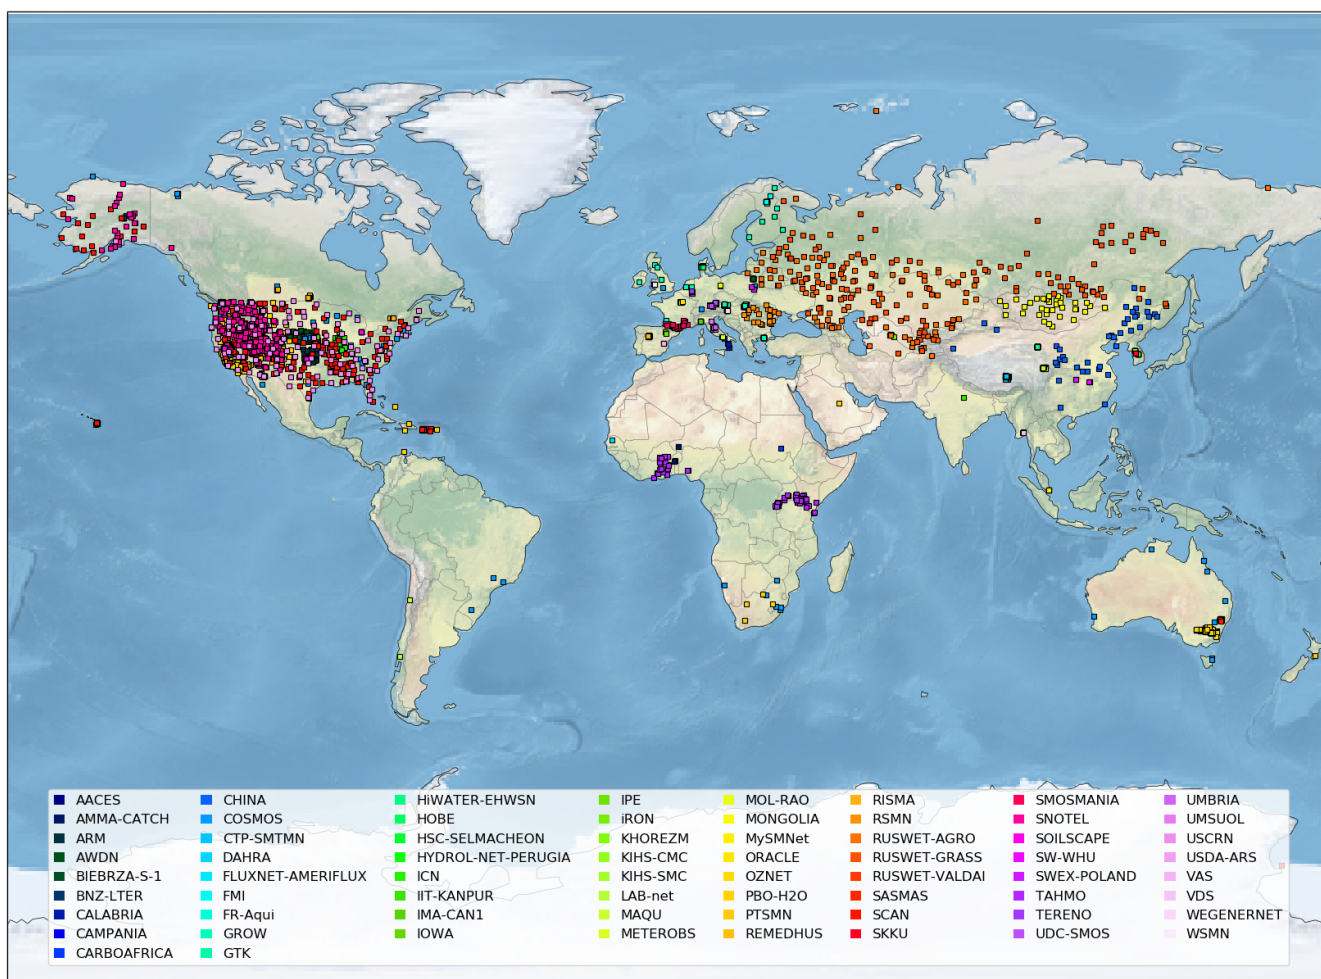 AACES
AMMA-CATCH
ARM
AWDN
BIEBRZA-S-1
BNZ-LTER
CALABRIA
CAMPANIA
CARBOAFRICA
CHINA
COSMOS
CTP-SMTMN
DAHRA
FLUXNET-AMERIFLUX
FMI
FR-Aqui
GROW
GTK
HiWATER-EHWSN
HOBE
HSC-SELMACHEON
HYDROL-NET-PERUGIA
ICN
IIT-KANPUR
IMA-CAN1
IOWA
IPE
iRON
KHOREZM
KIHS-CMC
KIHS-SMC
LAB-net
MAQU
METEROBS
MOL-RAO
MONGOLIA
MySMNet
ORACLE
OZNET
PBO-H2O
PTSMN
REMEDHUS
RISMA
RSMN
RUSWET-AGRO
RUSWET-GRASS
RUSWET-VALDAI
SASMAS
SCAN
SKKU
SMOSMANIA
SNOTEL
SOILSCAPE
SW-WHU
SWEX-POLAND
TAHMO
TERENO
UDC-SMOS
UMBRIA
UMSUOL
USCRN
USDA-ARS
VAS
VDS
WEGENERNET
WSMN